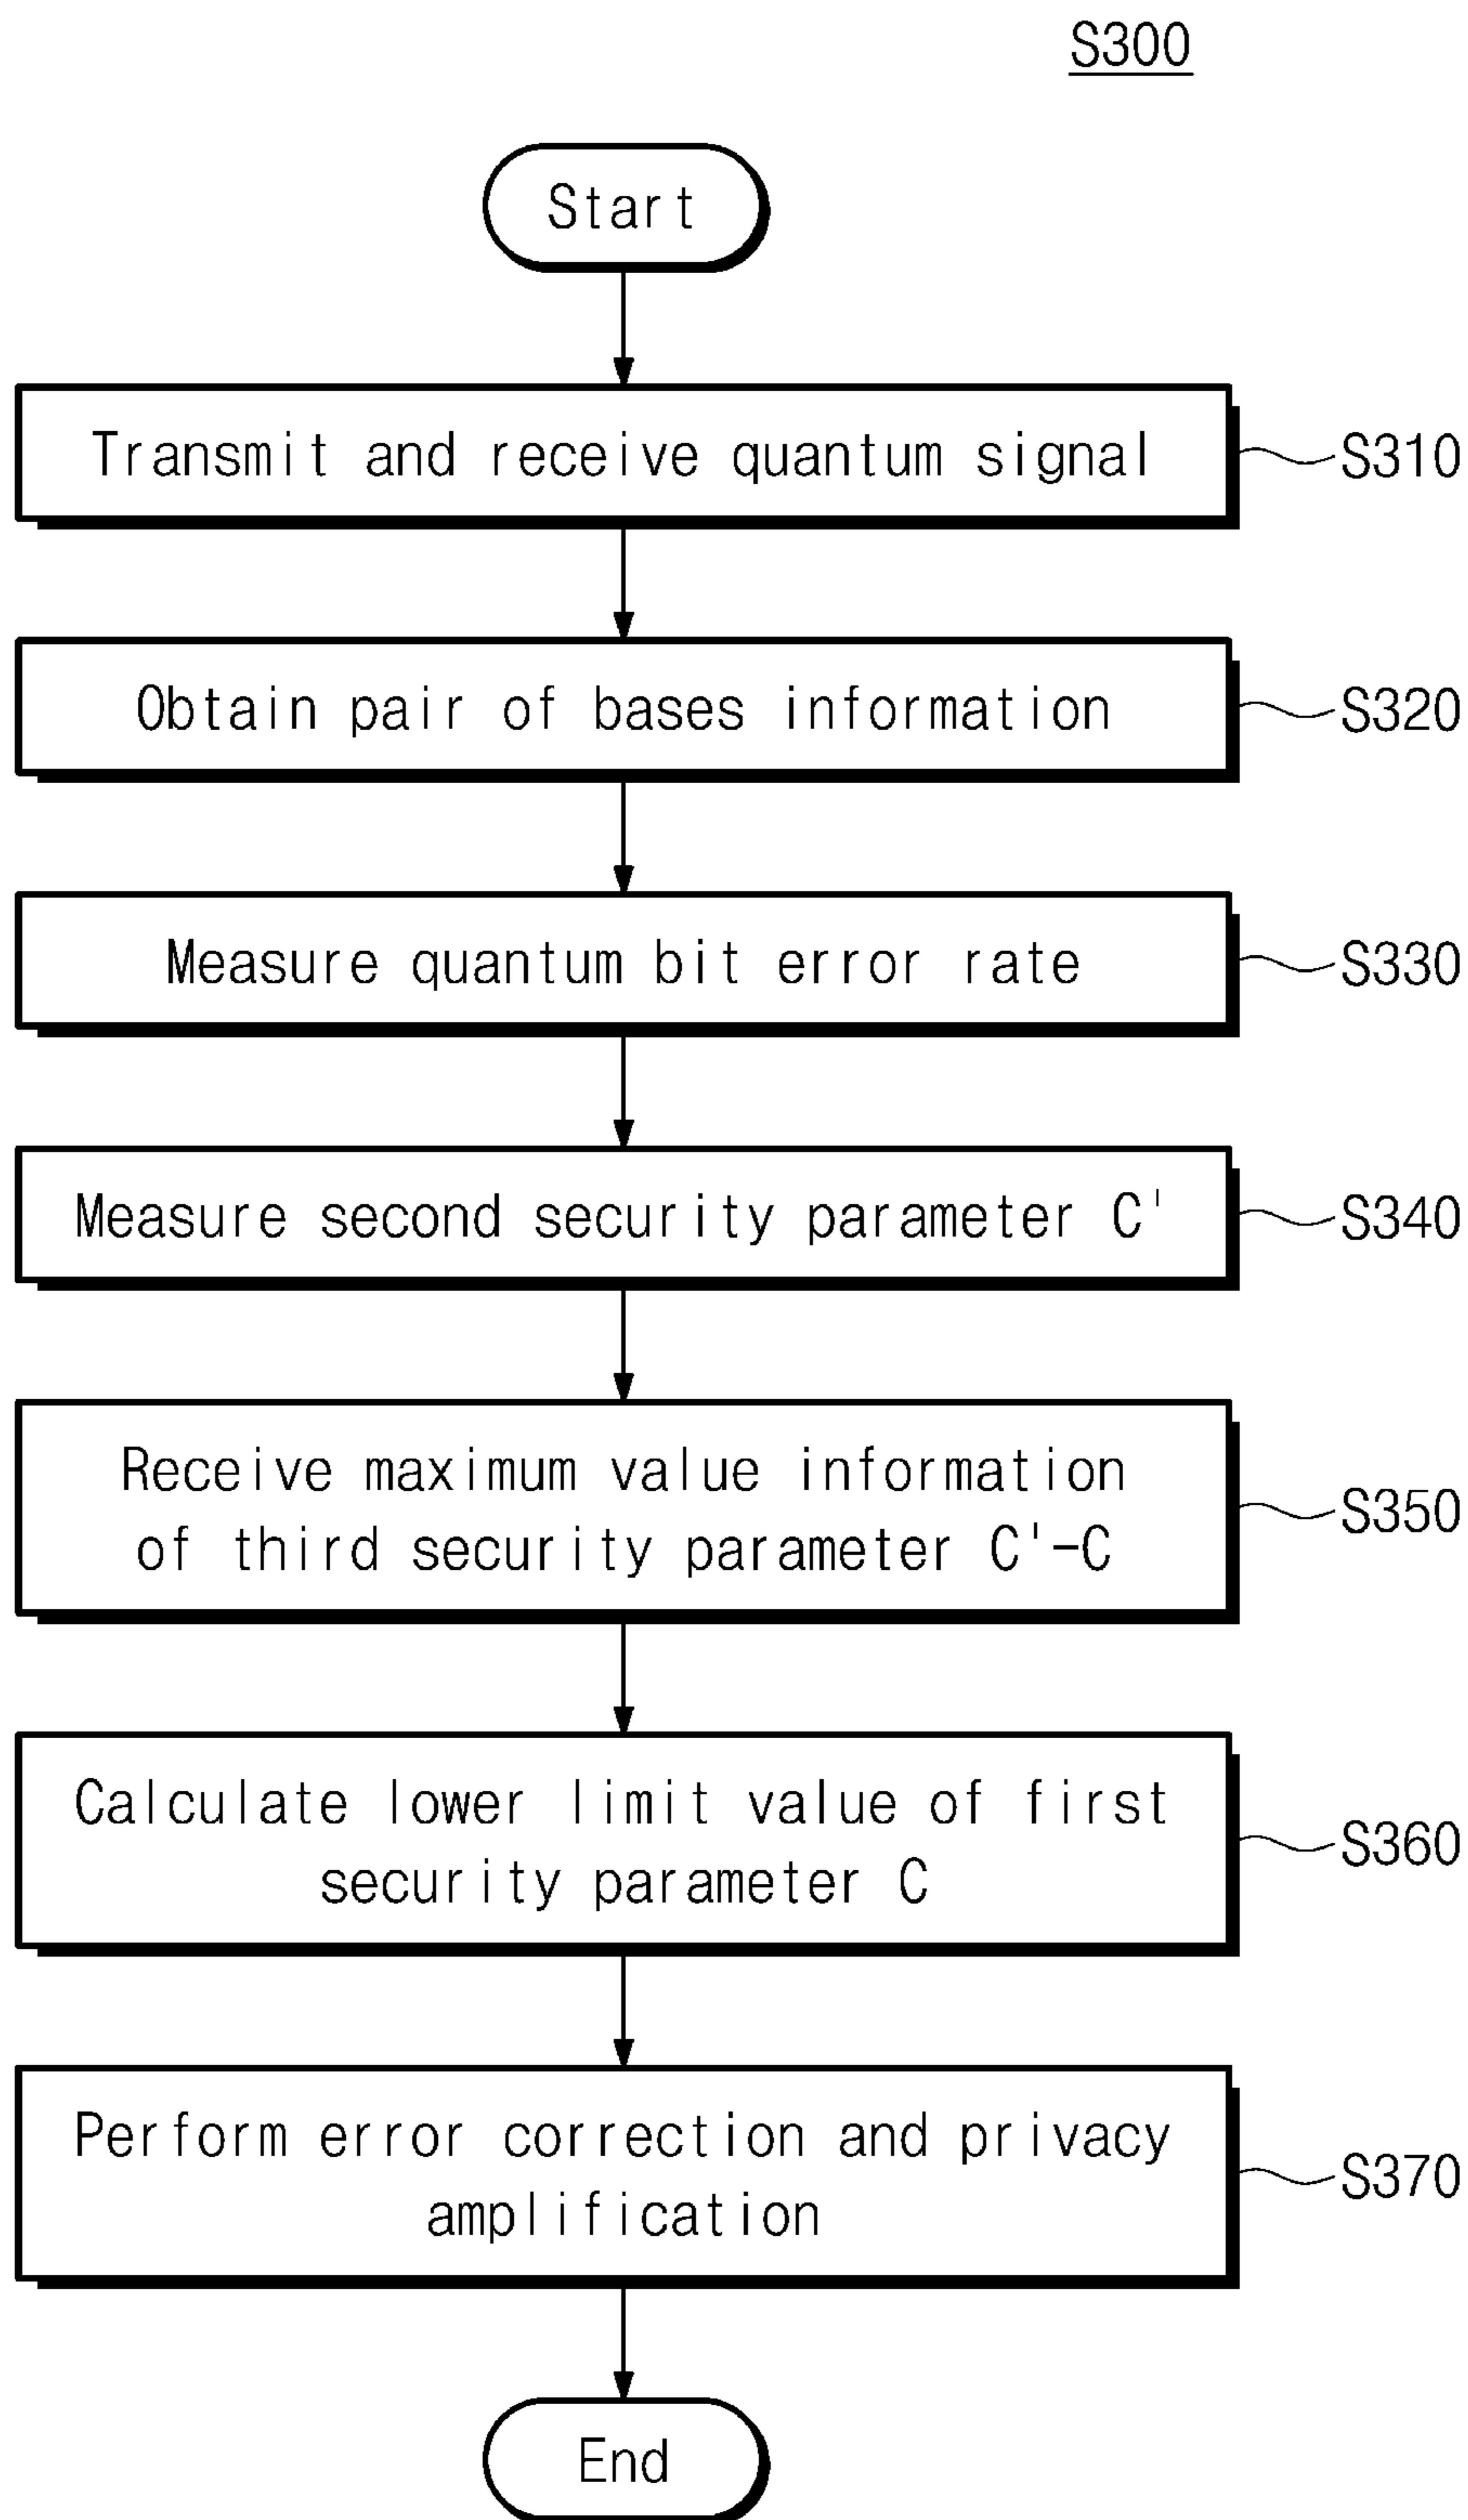 S300
Start
Transmit and receive quantum signal
S310
Obtain pair of bases information
S320
Measure quantum bit error rate
S330
Measure second security parameter C'
S340
Receive maximum value information
of third security parameter C'-C
S350
Calculate lower limit value of first
security parameter C
S360
Perform error correction and privacy
amplification
S370
End